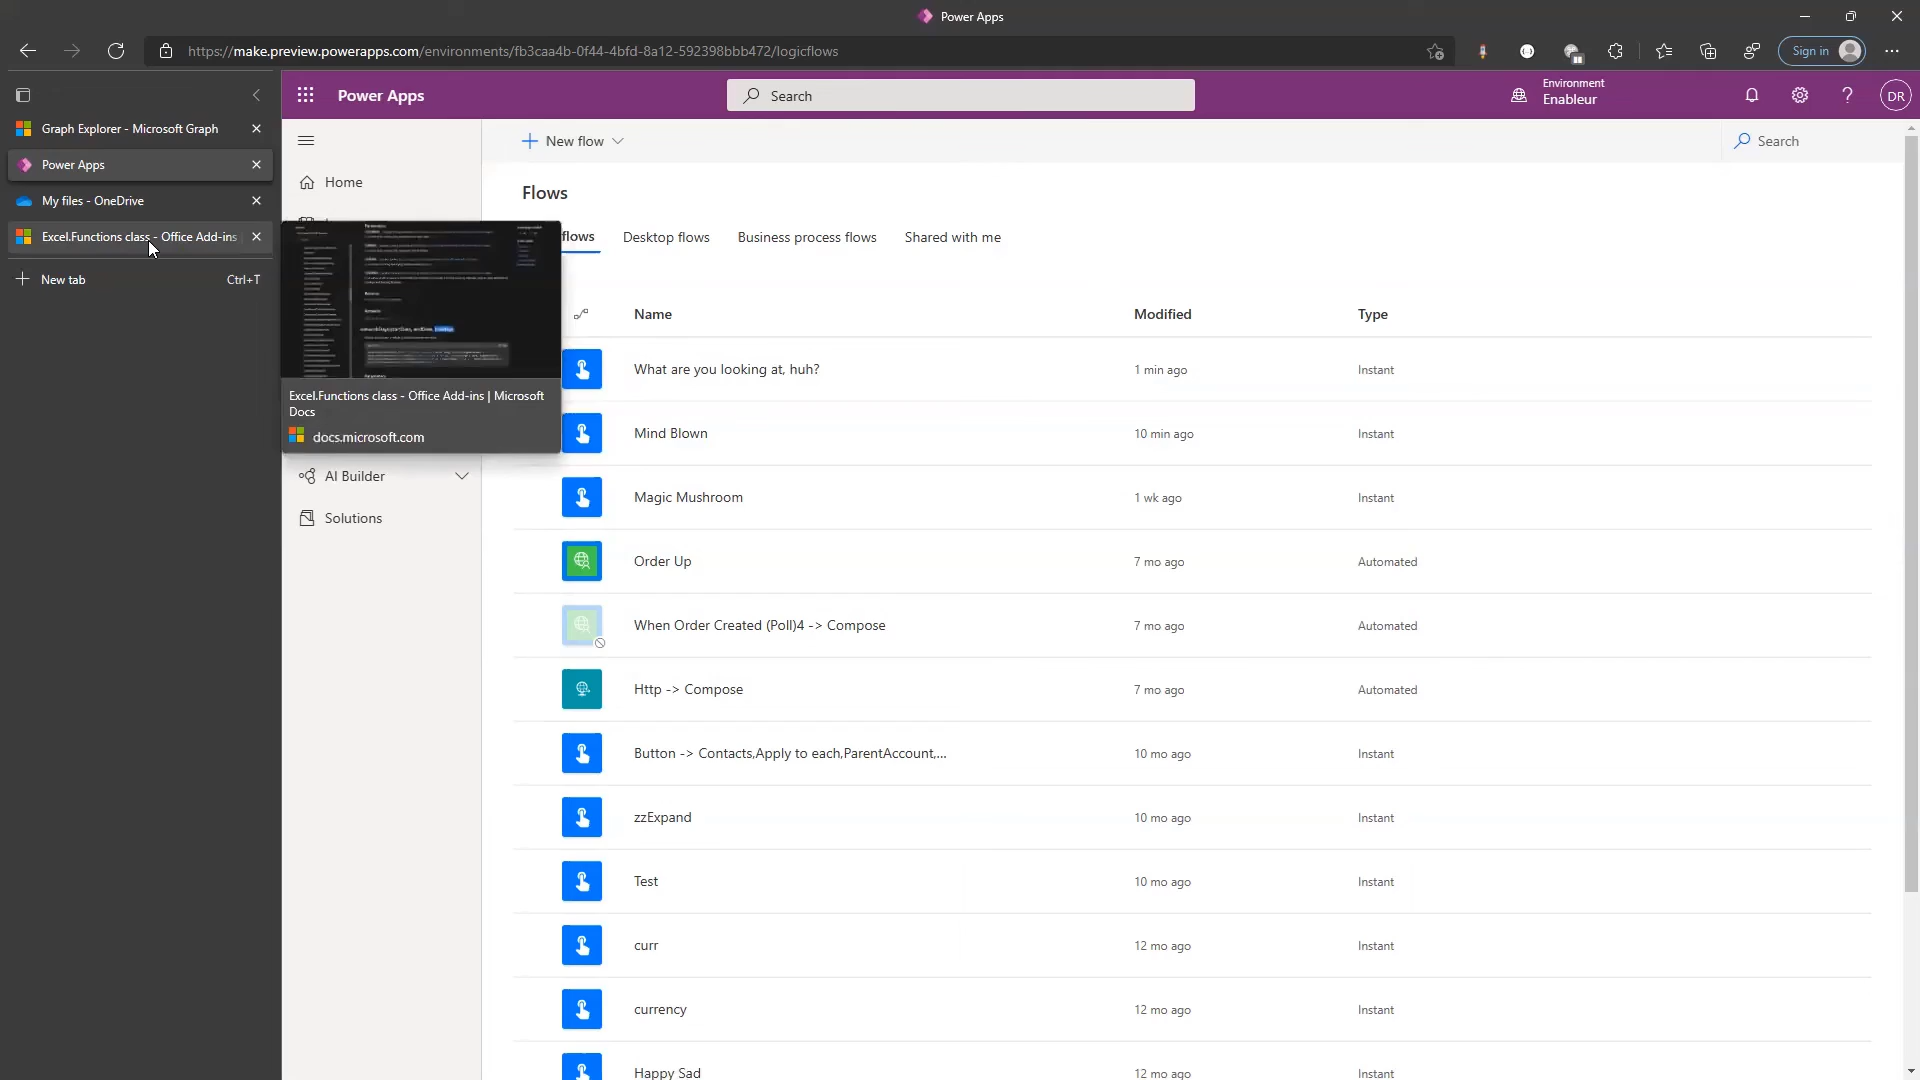 Power Apps
https://make.preview.powerapps.com/environments/fb3caa4b-0f44-4bfd-8a12-592398bbb472/logicflows
Sign in
Graph Explorer - Microsoft Graph
Power Apps
My files - OneDrive
Excel.Functions class - Office Add-ins
New tab Ctrl+T
Power Apps
Search
Environment
Enableur
DR
Home
New flow
Search
Flows
flows Desktop flows Business process flows Shared with me
Excel.Functions class - Office Add-ins | Microsoft
Docs
docs.microsoft.com
AI Builder
Solutions
Name Modified Type
What are you looking at, huh? 1 min ago Instant
Mind Blown 10 min ago Instant
Magic Mushroom 1 wk ago Instant
Order Up 7 mo ago Automated
When Order Created (Poll)4 -> Compose 7 mo ago Automated
Http -> Compose 7 mo ago Automated
Button -> Contacts,Apply to each,ParentAccount,... 10 mo ago Instant
zzExpand 10 mo ago Instant
Test 10 mo ago Instant
curr 12 mo ago Instant
currency 12 mo ago Instant
Happy Sad 12 mo ago Instant